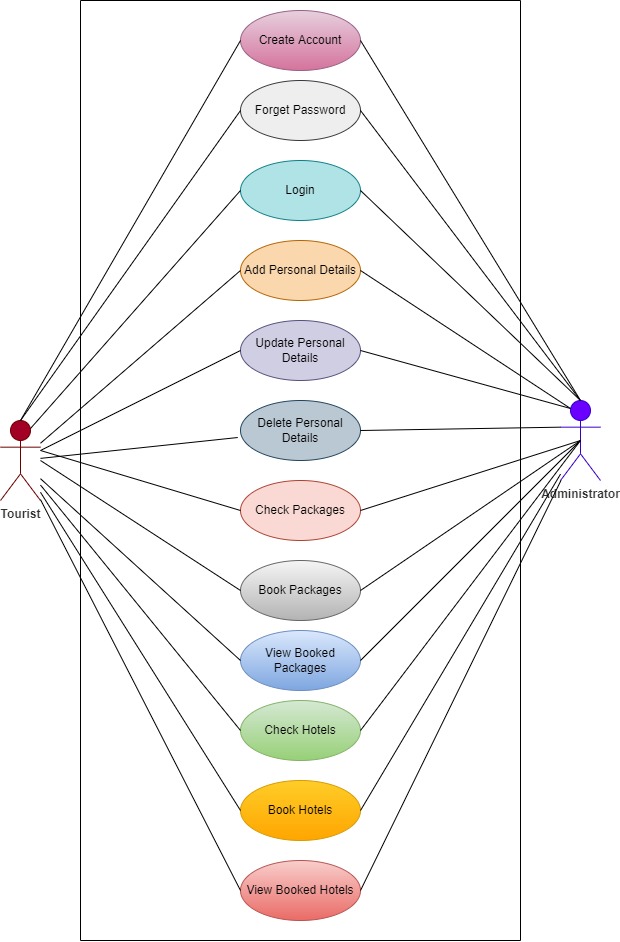 Create Account
Forget Password
Login
Add Personal Details
Update Personal
Details
Delete Personal
Details
Check Packages
Book Packages
View Booked
Packages
Check Hotels
Book Hotels
View Booked Hotels
Tourist
Administrator